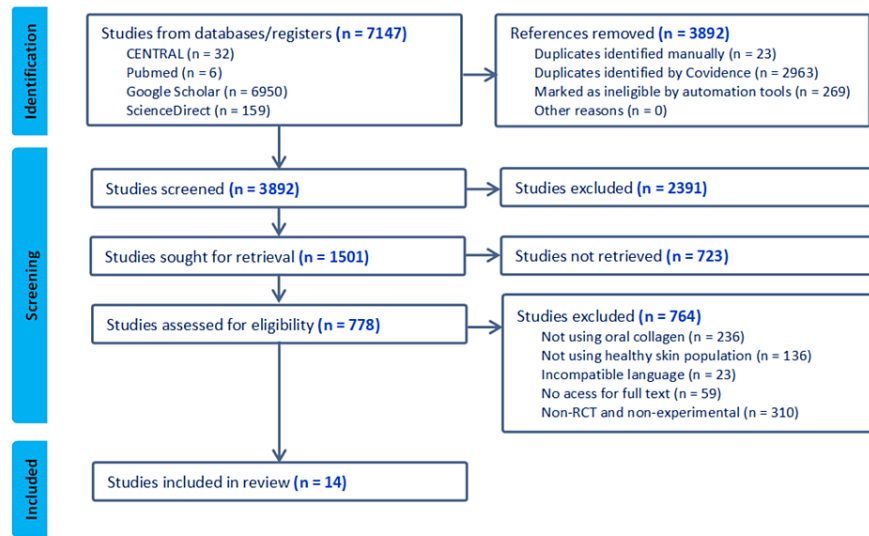 Identification
Studies from databases/registers (n = 7147)
CENTRAL (n = 32)
Pubmed (n = 6)
Google Scholar (n = 6950)
ScienceDirect (n = 159)
References removed (n = 3892)
Duplicates identified manually (n = 23)
Duplicates identified by Covidence (n = 2963)
Marked as ineligible by automation tools (n = 269)
Other reasons (n = 0)
Screening
Studies screened (n = 3892)
Studies excluded (n = 2391)
Studies sought for retrieval (n = 1501)
Studies not retrieved (n = 723)
Studies assessed for eligibility (n = 778)
Studies excluded (n = 764)
Not using oral collagen (n = 236)
Not using healthy skin population (n = 136)
Incompatible language (n = 23)
No acess for full text (n = 59)
Non-RCT and non-experimental (n = 310)
Included
Studies included in review (n = 14)